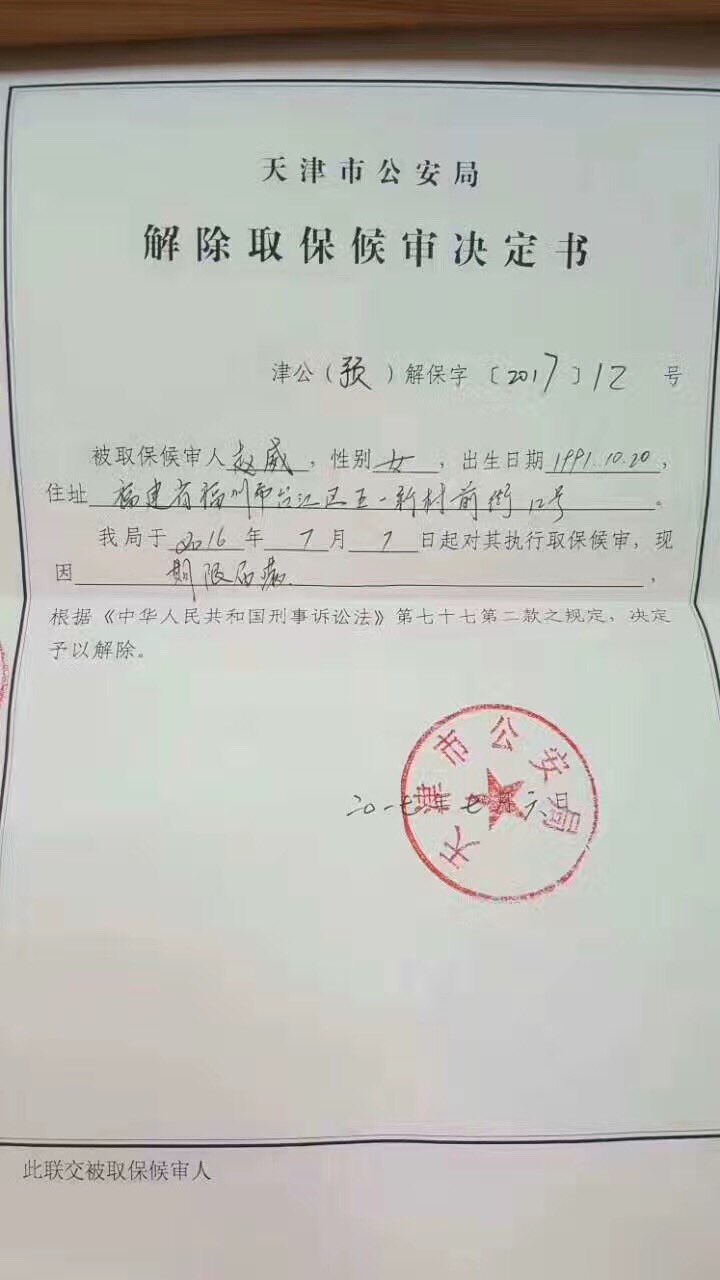 天津市公安局
解除取保候审决定书
津公（预）解保字〔2017〕12 号
被取保候审人赵威，性别女，出生日期1991.10.20，
住址福建省福州市台江区五一新村前街12号。
我局于2016年7月7日起对其执行取保候审，现
因期限届满，
根据《中华人民共和国刑事诉讼法》第七十七第二款之规定，决定
予以解除。
天津市公安局
二〇一七年七月六日
此联交被取保候审人